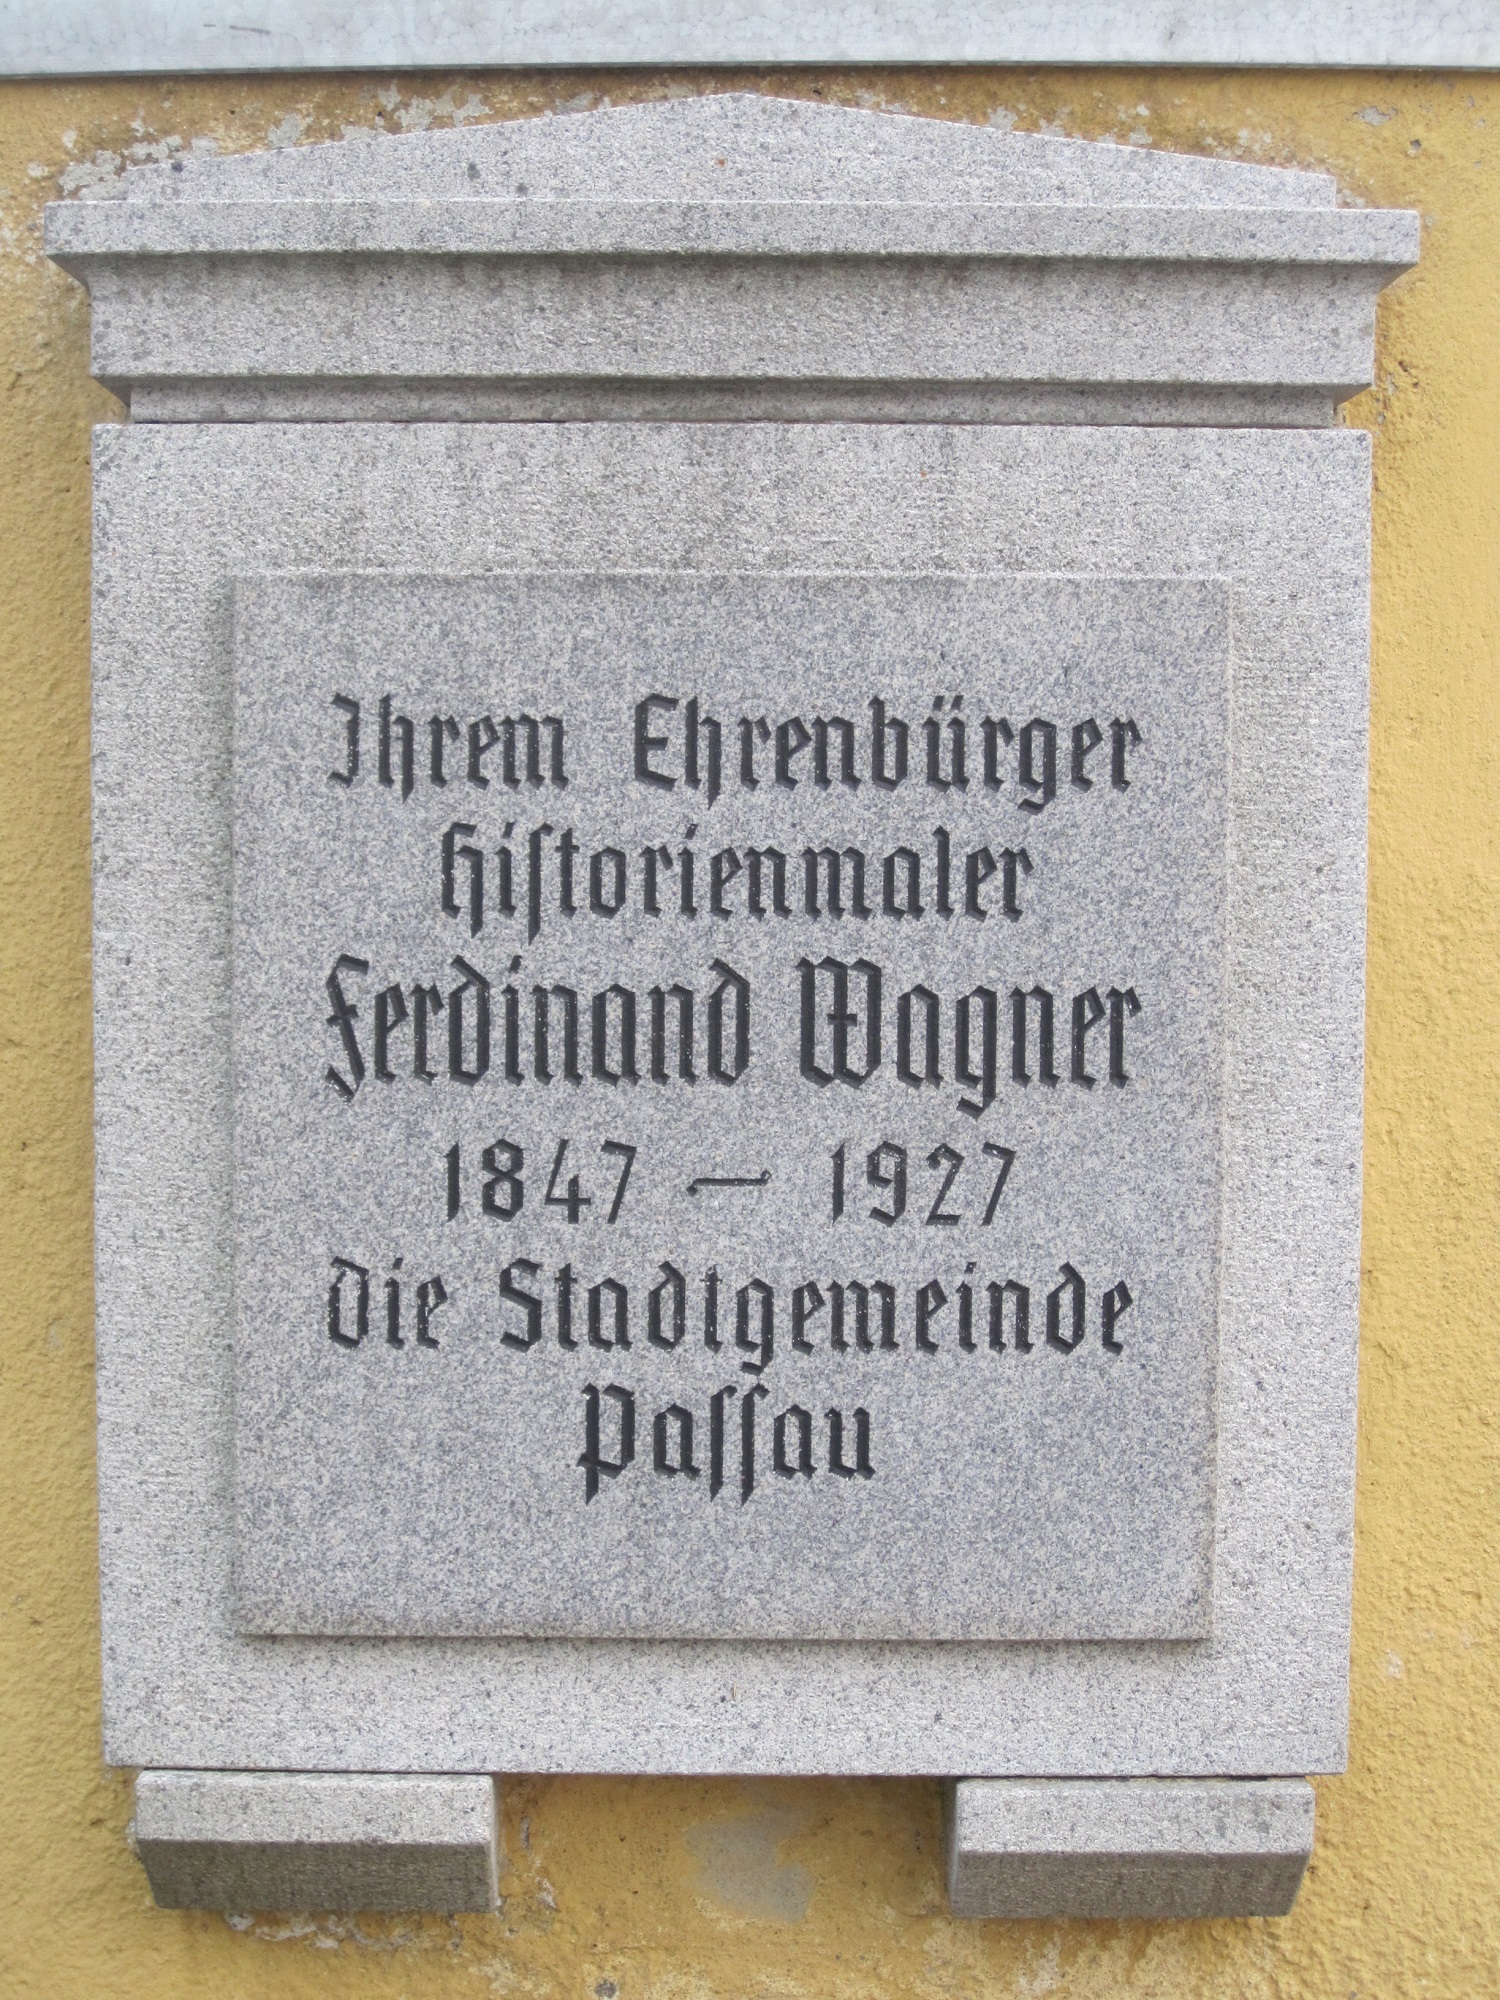 Ihrem Ehrenbürger
Hiſtorienmaler
Ferdinand Wagner
1847 – 1927
die Stadtgemeinde
Paſſau